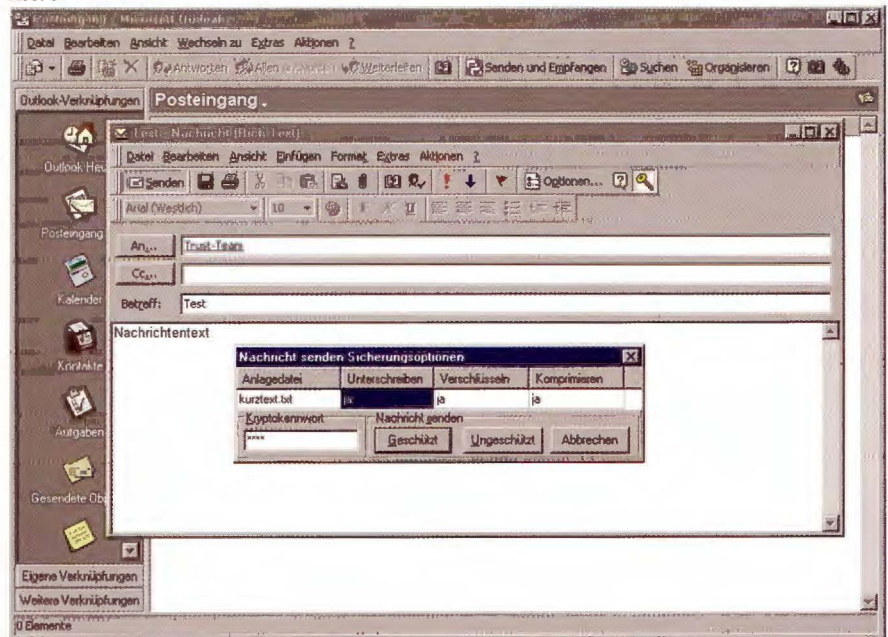 Posteingang - Microsoft Outlook
Datei Bearbeiten Ansicht Wechseln zu Extras Aktionen ?
Antworten Allen Weiterleiten Senden und Empfangen Suchen Organisieren
Outlook-Verknüpfungen Posteingang.
Test - Nachricht (Rich Text)
Datei Bearbeiten Ansicht Einfügen Format Extras Aktionen ?
Senden Optionen...
Arial (Westlich) 10 F K U
Outlook Heu
Posteingang
Kalender
Kontakte
Aufgaben
Gesendete Obj
Eigene Verknüpfungen
Weitere Verknüpfungen
0 Elemente
An... Trust-Team
Cc...
Betreff: Test
Nachrichtentext
Nachricht senden Sicherungsoptionen
Anlagedatei Unterschreiben Verschlüsseln Komprimieren
kurztext.txt ja ja ja
Kryptokennwort Nachricht senden
**** Geschützt Ungeschützt Abbrechen